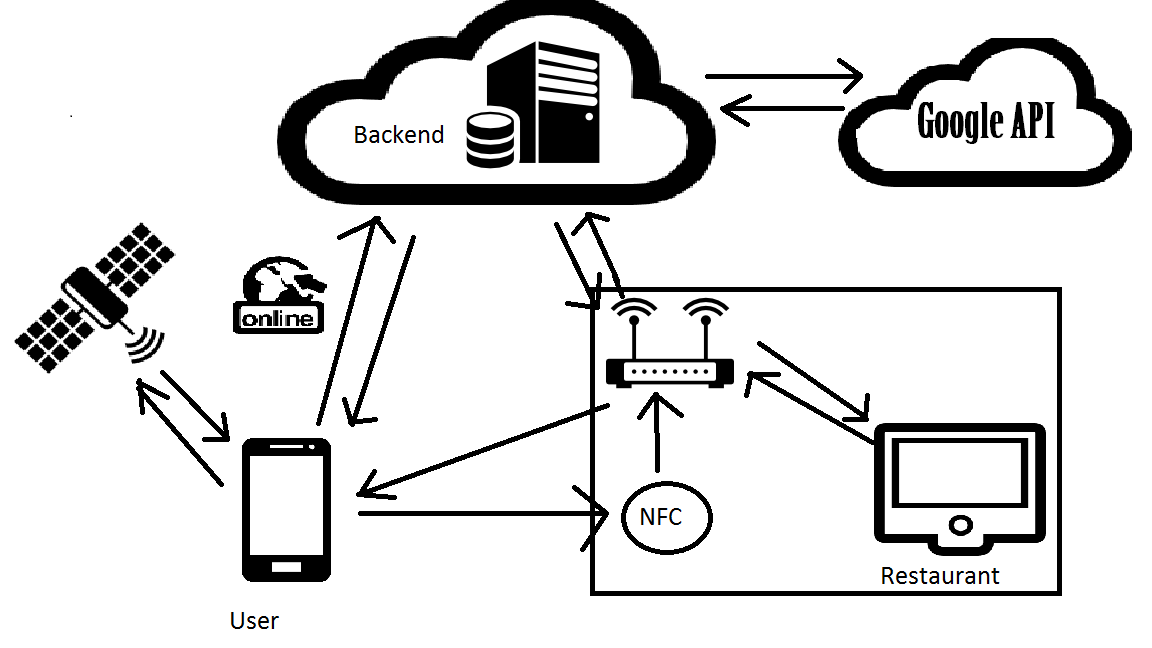 Backend
Google API
online
NFC
Restaurant
User